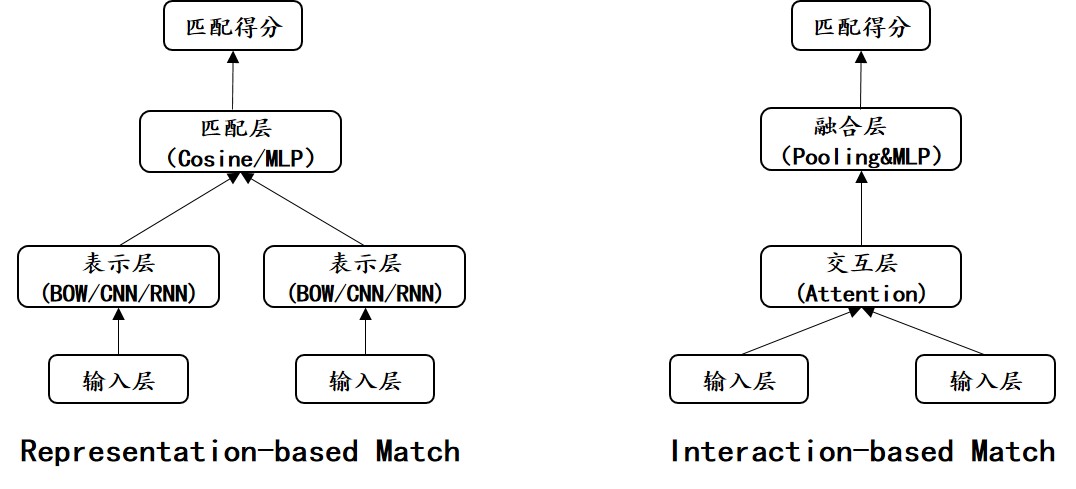 匹配得分
匹配层
(Cosine/MLP)
表示层
(BOW/CNN/RNN)
表示层
(BOW/CNN/RNN)
输入层
输入层
Representation-based Match
匹配得分
融合层
(Pooling&MLP)
交互层
(Attention)
输入层
输入层
Interaction-based Match